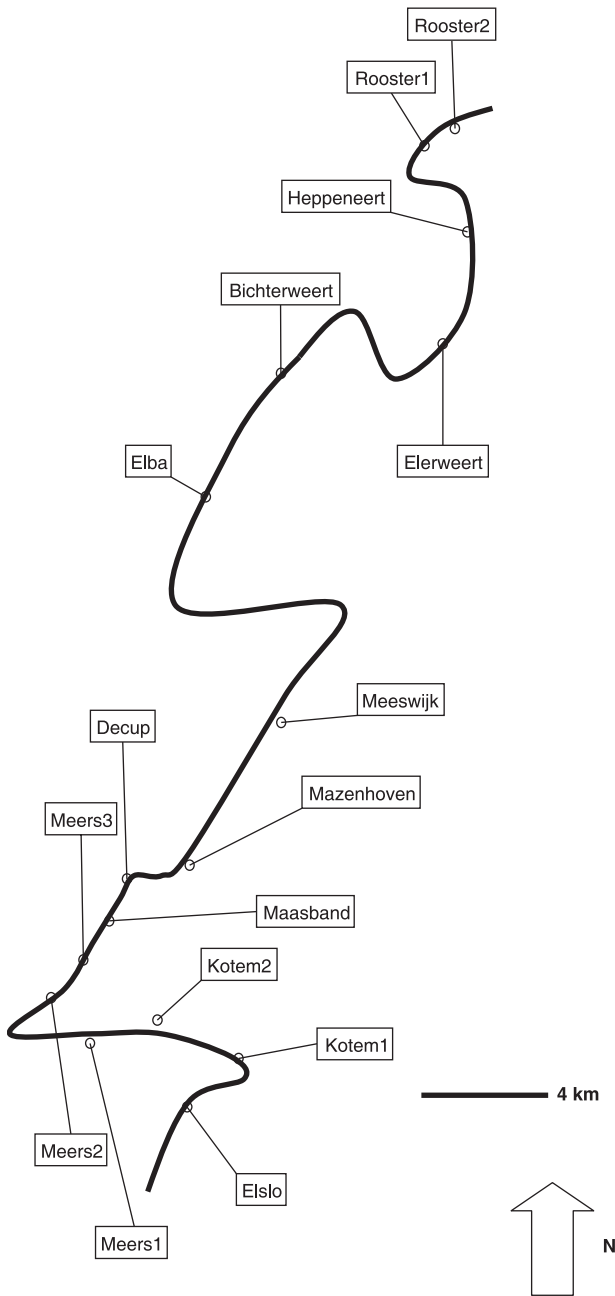 Rooster2
Rooster1
Heppeneert
Bichterweert
Elerweert
Elba
Meeswijk
Decup
Mazenhoven
Meers3
Maasband
Kotem2
Kotem1
4 km
Meers2
Elslo
Meers1
N